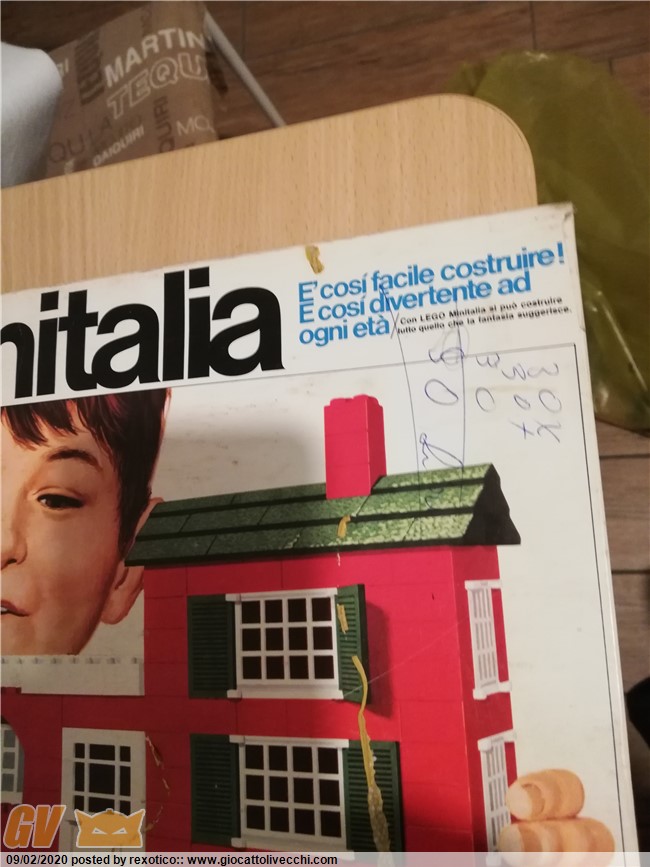 MARTIN
TEQU
DAIQUIRI
nitalia
E' cosí facile costruire!
E cosí divertente ad
ogni età
Con LEGO Minitalia si può costruire
tutto quello che la fantasia suggerisce.
GV
09/02/2020 posted by rexotico:: www.giocattolivecchi.com